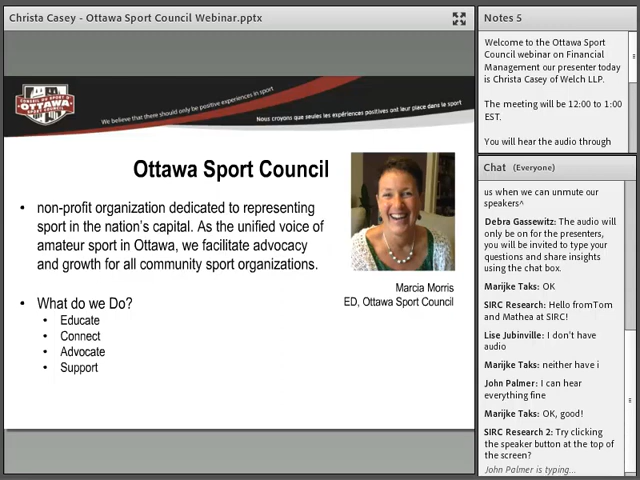 Christa Casey - Ottawa Sport Council Webinar.pptx
CONSEIL DU SPORT D'
OTTAWA
SPORT COUNCIL
We believe that there should only be positive experiences in sport
Nous croyons que seules les expériences positives ont leur place dans le sport
Ottawa Sport Council
• non-profit organization dedicated to representing
sport in the nation's capital. As the unified voice of
amateur sport in Ottawa, we facilitate advocacy
and growth for all community sport organizations.
• What do we Do?
• Educate
• Connect
• Advocate
• Support
Marcia Morris
ED, Ottawa Sport Council
Notes 5
Welcome to the Ottawa Sport
Council webinar on Financial
Management our presenter today
is Christa Casey of Welch LLP.
The meeting will be 12:00 to 1:00
EST.
You will hear the audio through
Chat (Everyone)
us when we can unmute our
speakers^
Debra Gassewitz: The audio will
only be on for the presenters,
you will be invited to type your
questions and share insights
using the chat box.
Marijke Taks: OK
SIRC Research: Hello fromTom
and Mathea at SIRC!
Lise Jubinville: I don't have
audio
Marijke Taks: neither have i
John Palmer: I can hear
everything fine
Marijke Taks: OK, good!
SIRC Research 2: Try clicking
the speaker button at the top of
the screen?
John Palmer is typing...